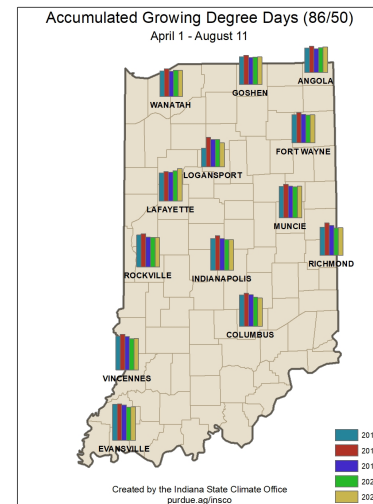 Accumulated Growing Degree Days (86/50)
April 1 - August 11
ANGOLA
GOSHEN
WANATAH
FORT WAYNE
LOGANSPORT
LAFAYETTE
MUNCIE
RICHMOND
ROCKVILLE
INDIANAPOLIS
COLUMBUS
VINCENNES
EVANSVILLE
Created by the Indiana State Climate Office
purdue.ag/insco